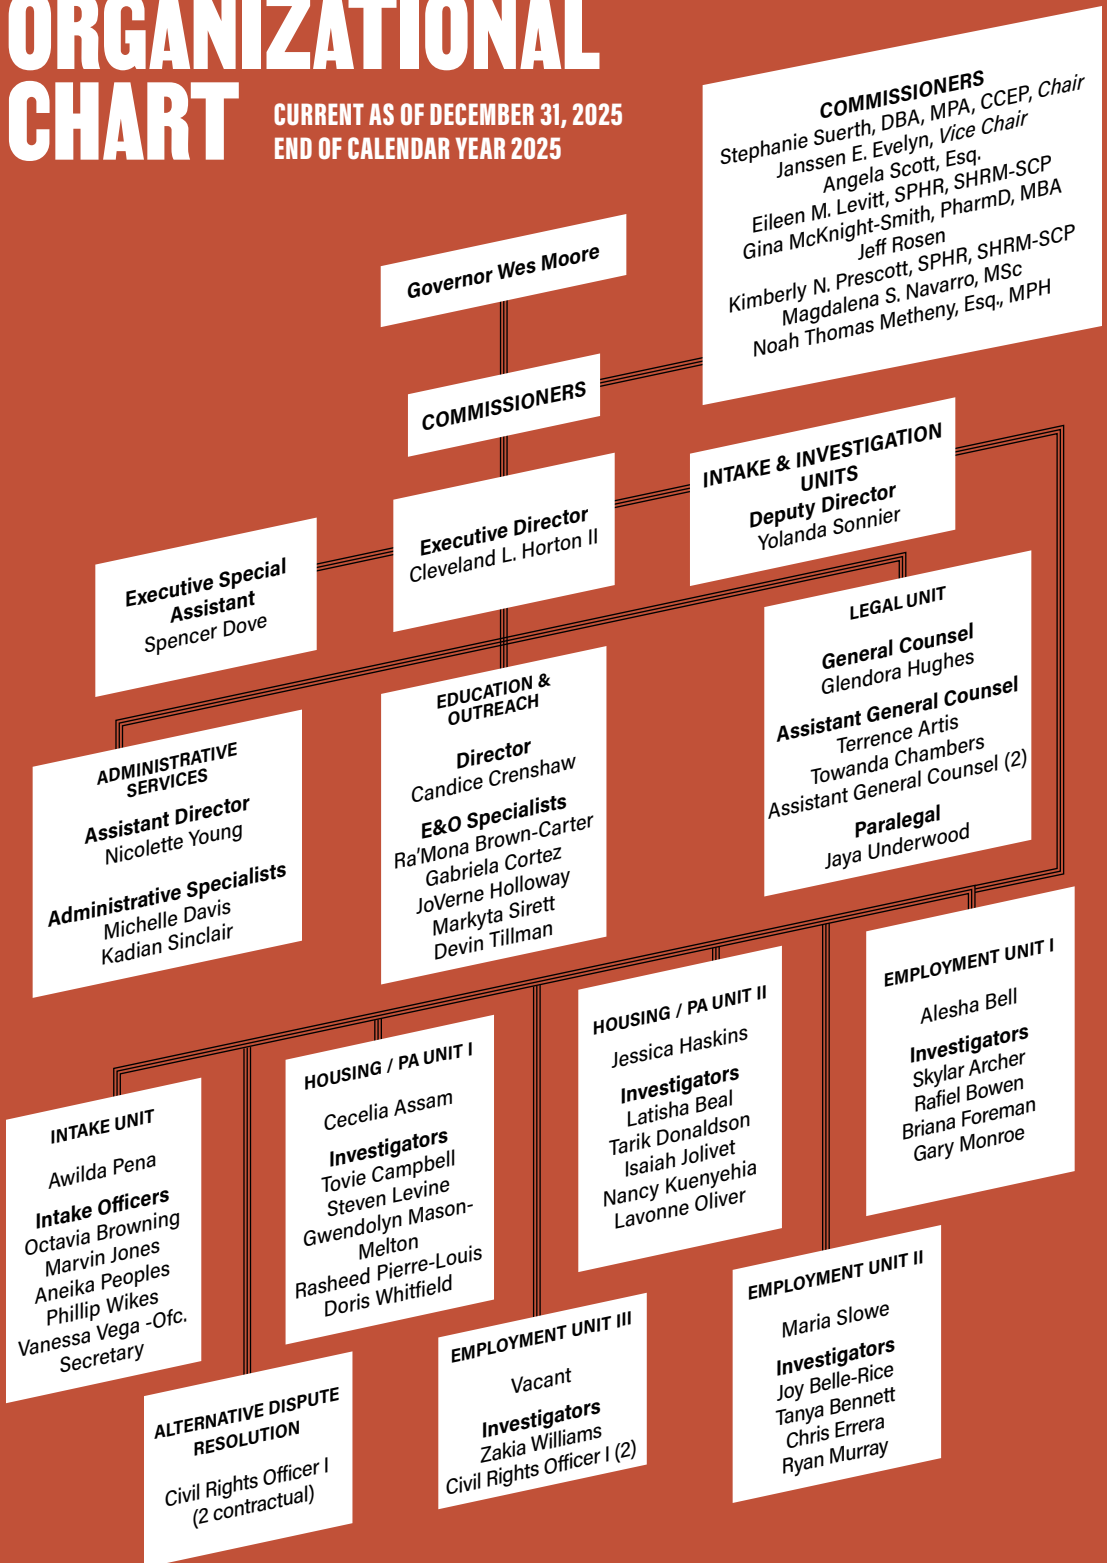 ORGANIZATIONAL
CHART
CURRENT AS OF DECEMBER 31, 2025
END OF CALENDAR YEAR 2025
COMMISSIONERS
Stephanie Suerth, DBA, MPA, CCEP, Chair
Janssen E. Evelyn, Vice Chair
Angela Scott, Esq.
Eileen M. Levitt, SPHR, SHRM-SCP
Gina McKnight-Smith, PharmD, MBA
Jeff Rosen
Kimberly N. Prescott, SPHR, SHRM-SCP
Magdalena S. Navarro, MSc
Noah Thomas Metheny, Esq., MPH
Governor Wes Moore
COMMISSIONERS
INTAKE & INVESTIGATION
UNITS
Deputy Director
Yolanda Sonnier
Executive Director
Cleveland L. Horton II
Executive Special
Assistant
Spencer Dove
LEGAL UNIT
General Counsel
Glendora Hughes
Assistant General Counsel
Terrence Artis
Towanda Chambers
Assistant General Counsel (2)
Paralegal
Jaya Underwood
EDUCATION &
OUTREACH
Director
Candice Crenshaw
E&O Specialists
Ra'Mona Brown-Carter
Gabriela Cortez
JoVerne Holloway
Markyta Sirett
Devin Tillman
ADMINISTRATIVE
SERVICES
Assistant Director
Nicolette Young
Administrative Specialists
Michelle Davis
Kadian Sinclair
EMPLOYMENT UNIT I
Alesha Bell
Investigators
Skylar Archer
Rafiel Bowen
Briana Foreman
Gary Monroe
HOUSING / PA UNIT II
Jessica Haskins
Investigators
Latisha Beal
Tarik Donaldson
Isaiah Jolivet
Nancy Kuenyehia
Lavonne Oliver
HOUSING / PA UNIT I
Cecelia Assam
Investigators
Tovie Campbell
Steven Levine
Gwendolyn Mason-
Melton
Rasheed Pierre-Louis
Doris Whitfield
INTAKE UNIT
Awilda Pena
Intake Officers
Octavia Browning
Marvin Jones
Aneika Peoples
Phillip Wikes
Vanessa Vega -Ofc.
Secretary
EMPLOYMENT UNIT II
Maria Slowe
Investigators
Joy Belle-Rice
Tanya Bennett
Chris Errera
Ryan Murray
EMPLOYMENT UNIT III
Vacant
Investigators
Zakia Williams
Civil Rights Officer I (2)
ALTERNATIVE DISPUTE
RESOLUTION
Civil Rights Officer I
(2 contractual)